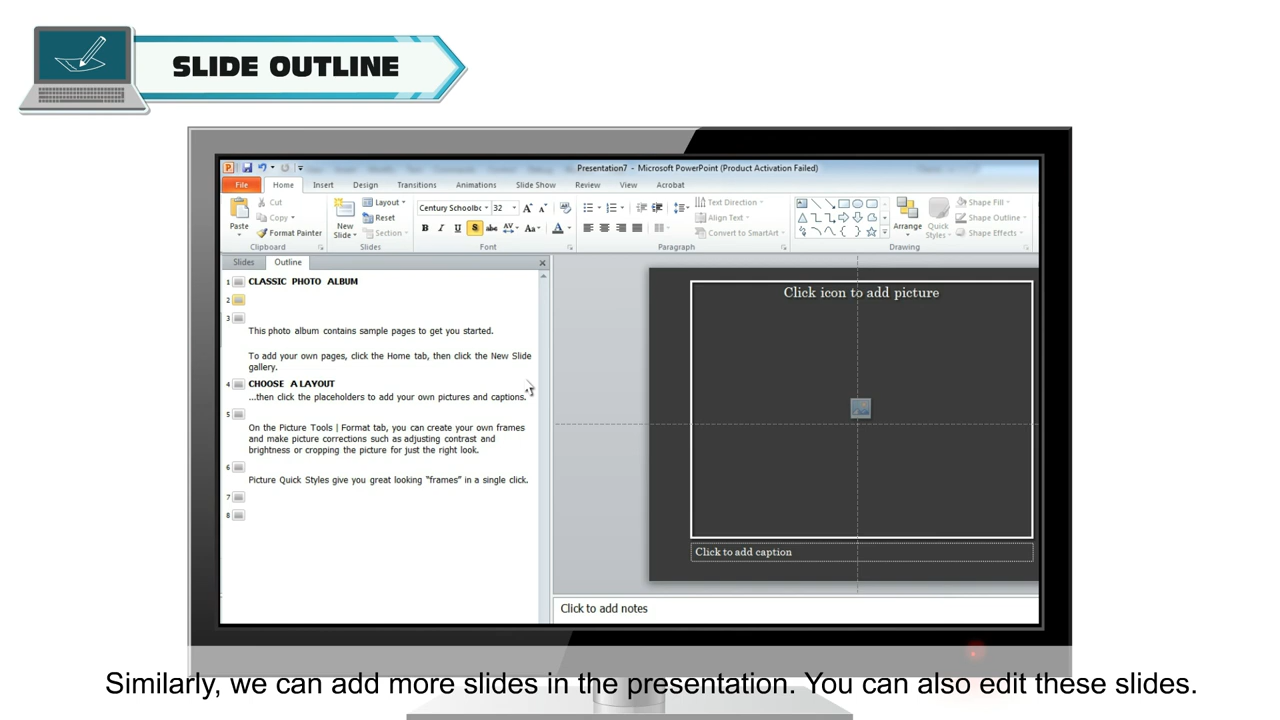 SLIDE OUTLINE
Presentation7 - Microsoft PowerPoint (Product Activation Failed)
File Home Insert Design Transitions Animations Slide Show Review View Acrobat
Paste
Cut
Copy
Format Painter
Clipboard
New
Slide
Layout
Reset
Section
Slides
Century Schoolbc 32
B I U S abc AV Aa A
Font
Text Direction
Align Text
Convert to SmartArt
Paragraph
Arrange
Quick
Styles
Shape Fill
Shape Outline
Shape Effects
Drawing
Slides Outline
1 CLASSIC PHOTO ALBUM
2
3
This photo album contains sample pages to get you started.
To add your own pages, click the Home tab, then click the New Slide
gallery.
4 CHOOSE A LAYOUT
...then click the placeholders to add your own pictures and captions.
5
On the Picture Tools | Format tab, you can create your own frames
and make picture corrections such as adjusting contrast and
brightness or cropping the picture for just the right look.
6
Picture Quick Styles give you great looking “frames” in a single click.
7
8
Click icon to add picture
Click to add caption
Click to add notes
Similarly, we can add more slides in the presentation. You can also edit these slides.